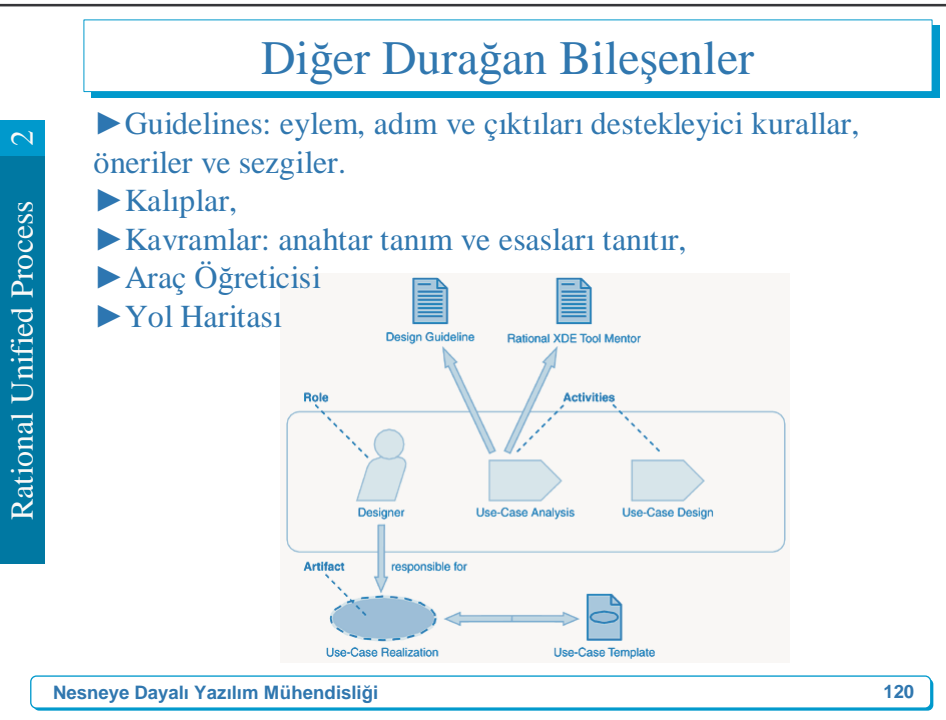 Diğer Durağan Bileşenler
Rational Unified Process 2
►Guidelines: eylem, adım ve çıktıları destekleyici kurallar,
öneriler ve sezgiler.
►Kalıplar,
►Kavramlar: anahtar tanım ve esasları tanıtır,
►Araç Öğreticisi
►Yol Haritası
Design Guideline
Rational XDE Tool Mentor
Role
Activities
Designer
Use-Case Analysis
Use-Case Design
Artifact
responsible for
Use-Case Realization
Use-Case Template
Nesneye Dayalı Yazılım Mühendisliği
120